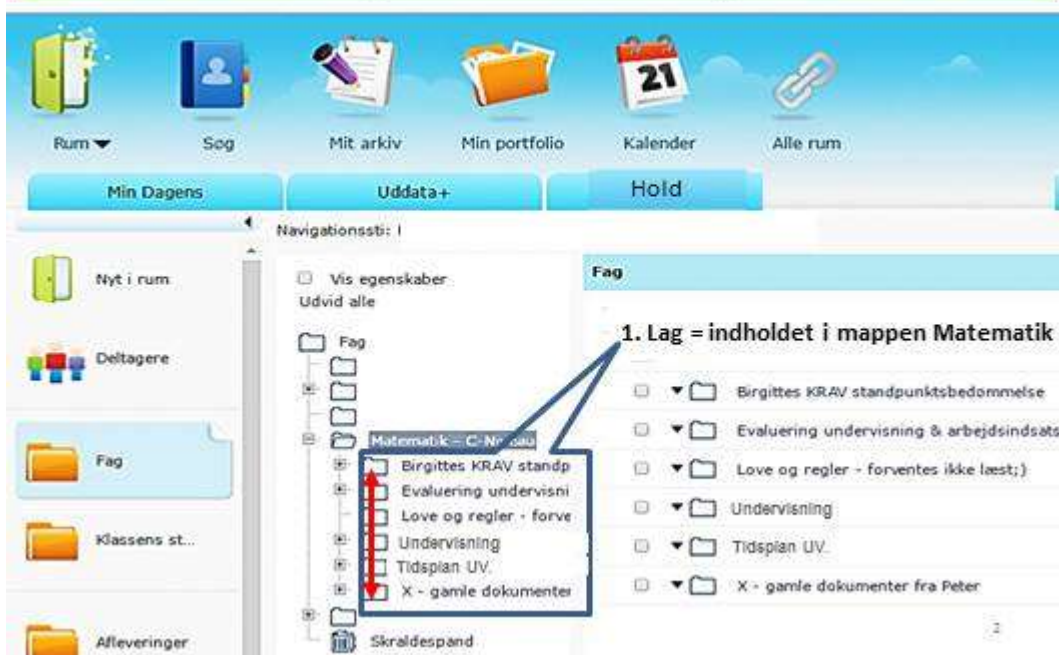 Rum
Søg
Mit arkiv
Min portfolio
21
Kalender
Alle rum
Min Dagens
Uddata+
Hold
Navigationssti:
Nyt i rum
Deltagere
Fag
Klassens st...
Afleveringer
Vis egenskaber
Udvid alle
Fag
Matematik – C-Niveau
Birgittes KRAV standp
Evaluering undervisni
Love og regler - forve
Undervisning
Tidsplan UV.
X - gamle dokumenter
Skraldespand
Fag
1. Lag = indholdet i mappen Matematik
Birgittes KRAV standpunktsbedømmelse
Evaluering undervisning & arbejdsindsats
Love og regler - forventes ikke læst;)
Undervisning
Tidsplan UV.
X - gamle dokumenter fra Peter
2